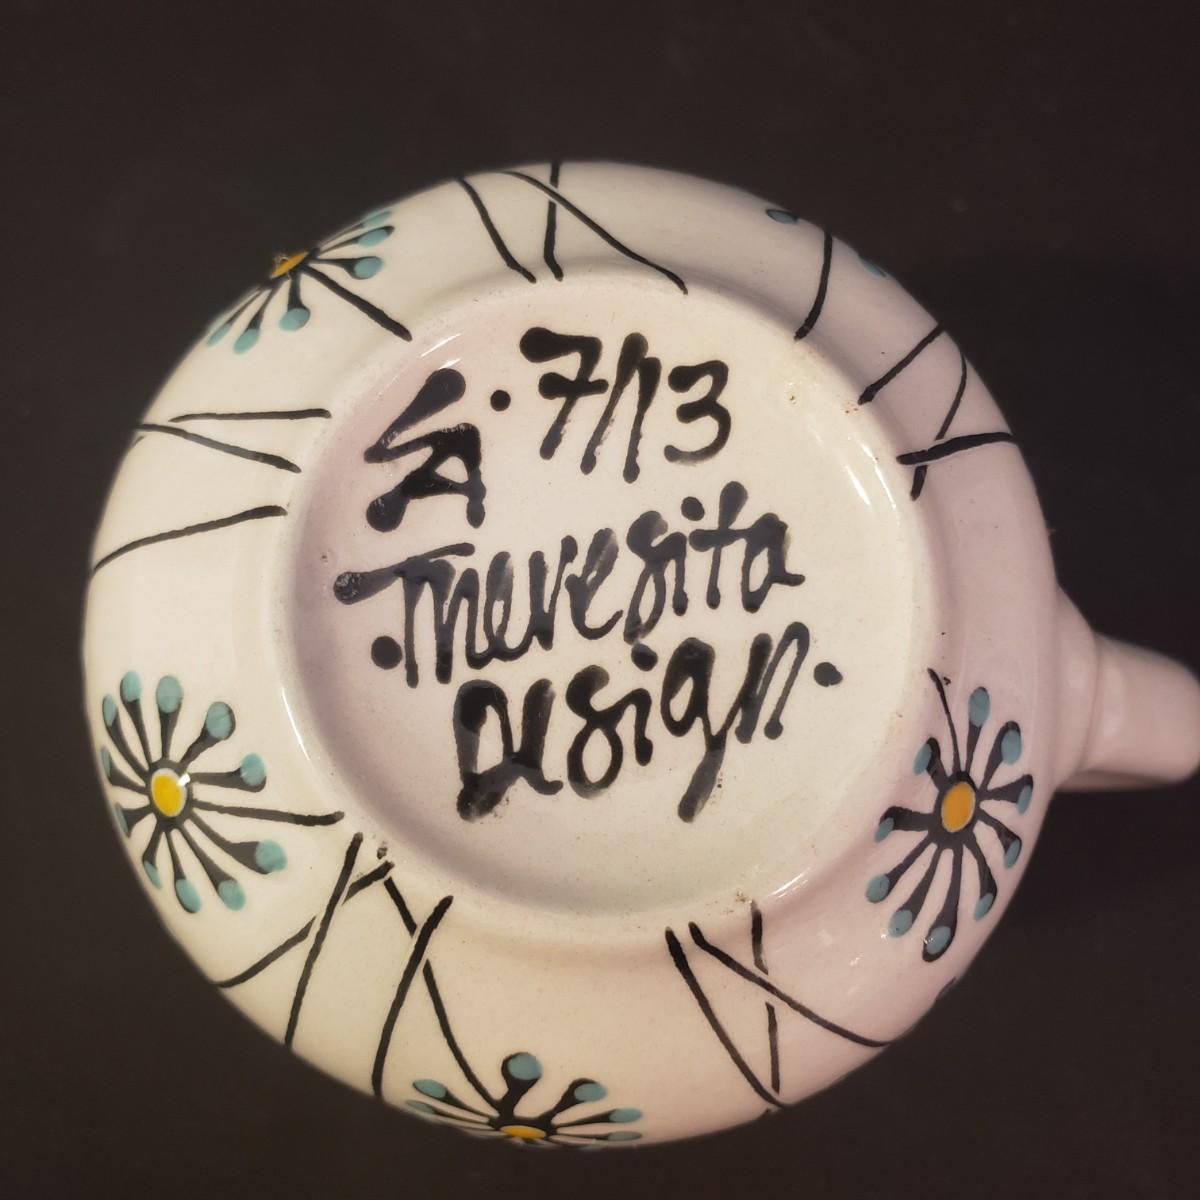 SA · 7/13
Theresita
Design